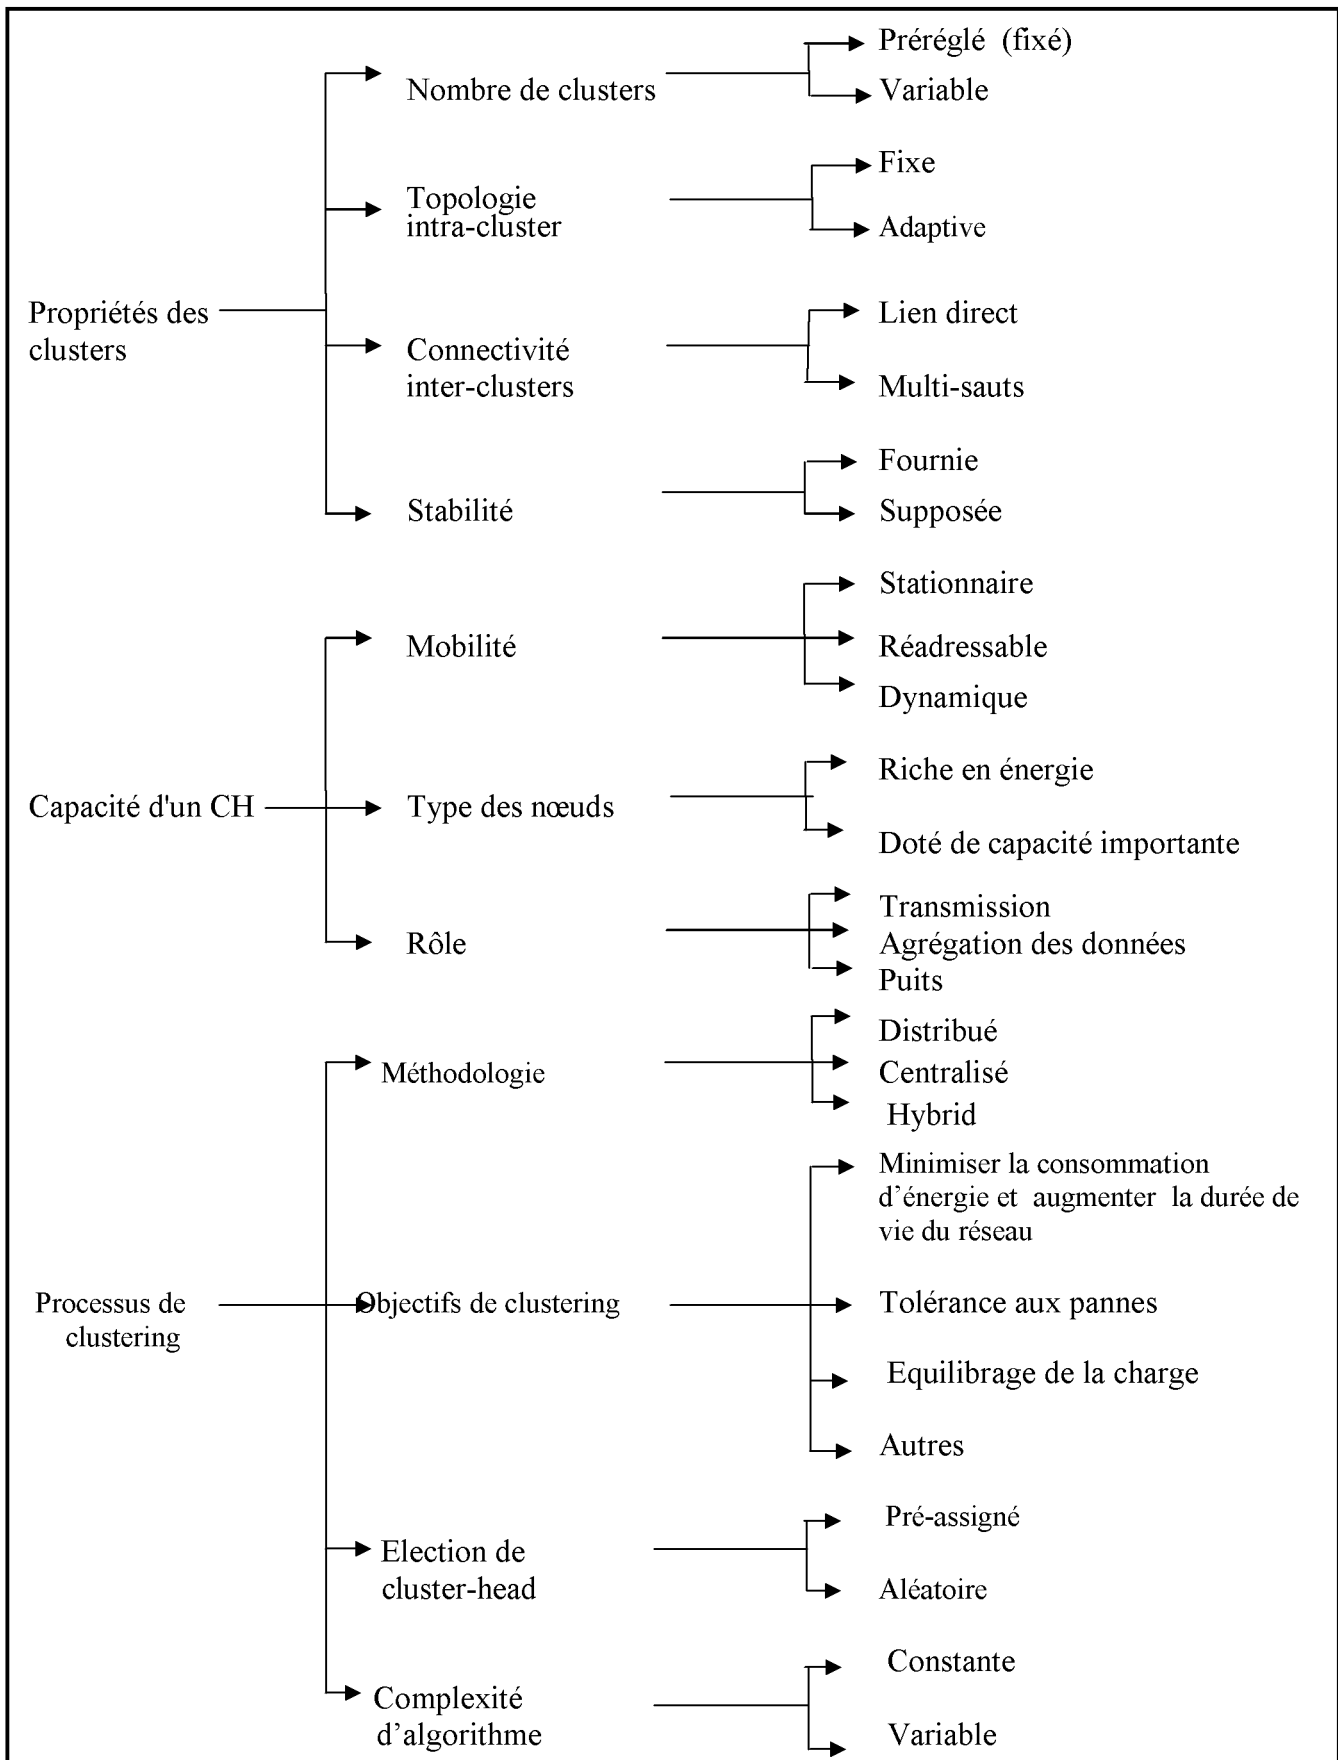 Préréglé (fixé)
Nombre de clusters
Variable
Fixe
Topologie
intra-cluster
Adaptive
Propriétés des
clusters
Lien direct
Connectivité
inter-clusters
Multi-sauts
Fournie
Stabilité
Supposée
Stationnaire
Mobilité
Réadressable
Dynamique
Riche en énergie
Capacité d'un CH
Type des nœuds
Doté de capacité importante
Transmission
Rôle
Agrégation des données
Puits
Distribué
Méthodologie
Centralisé
Hybrid
Minimiser la consommation
d’énergie et augmenter la durée de
vie du réseau
Processus de
clustering
Objectifs de clustering
Tolérance aux pannes
Equilibrage de la charge
Autres
Pré-assigné
Election de
cluster-head
Aléatoire
Constante
Complexité
d’algorithme
Variable